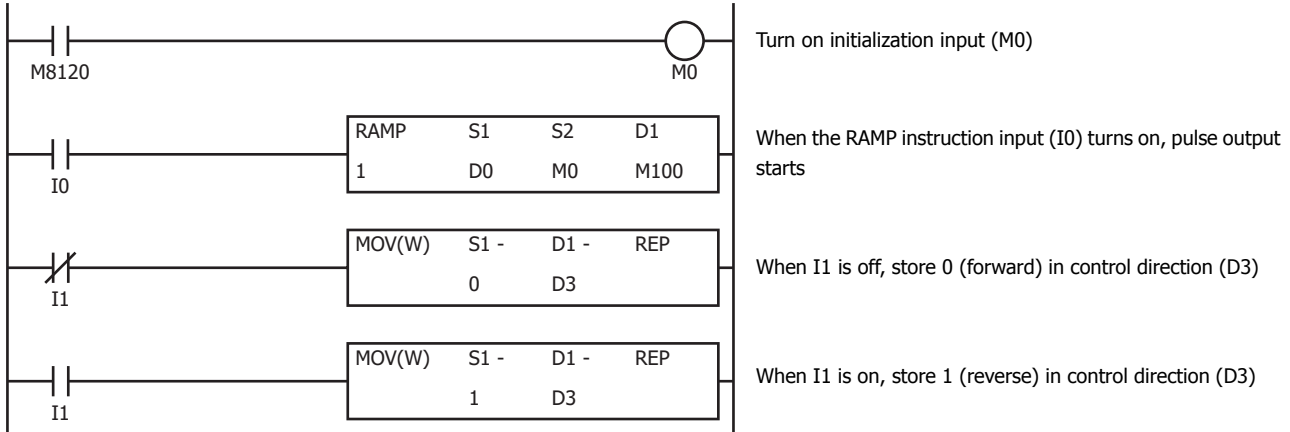 M8120
M0
Turn on initialization input (M0)
I0
RAMP S1 S2 D1
1 D0 M0 M100
When the RAMP instruction input (I0) turns on, pulse output
starts
I1
MOV(W) S1 - D1 - REP
0 D3
When I1 is off, store 0 (forward) in control direction (D3)
I1
MOV(W) S1 - D1 - REP
1 D3
When I1 is on, store 1 (reverse) in control direction (D3)